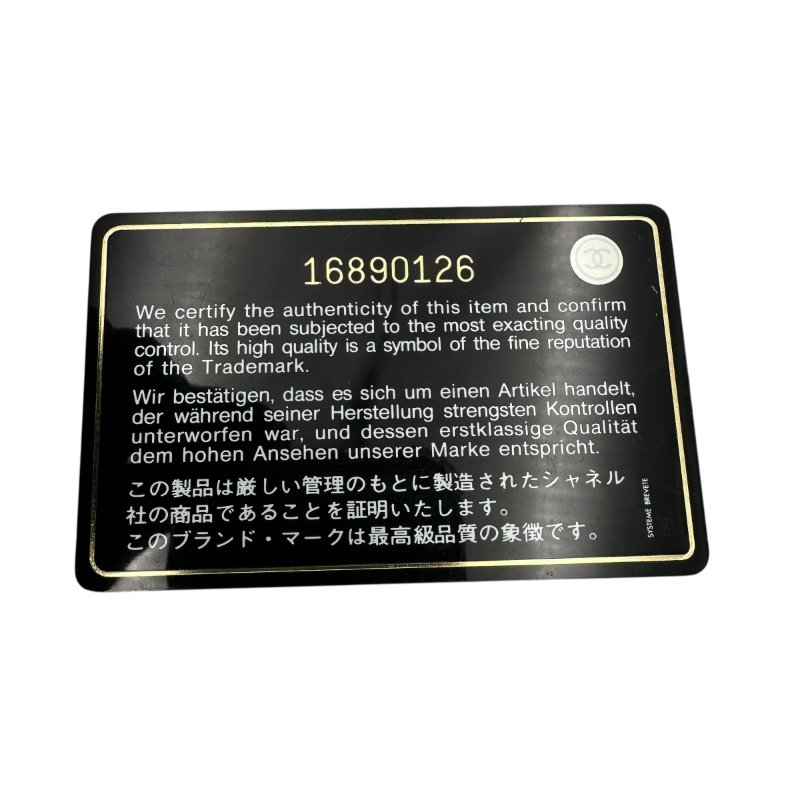 16890126
We certify the authenticity of this item and confirm
that it has been subjected to the most exacting quality
control. Its high quality is a symbol of the fine reputation
of the Trademark.
Wir bestätigen, dass es sich um einen Artikel handelt,
der während seiner Herstellung strengsten Kontrollen
unterworfen war, und dessen erstklassige Qualität
dem hohen Ansehen unserer Marke entspricht.
この製品は厳しい管理のもとに製造されたシャネル
社の商品であることを証明いたします。
このブランド・マークは最高級品質の象徴です。
SYSTEME BREVETE